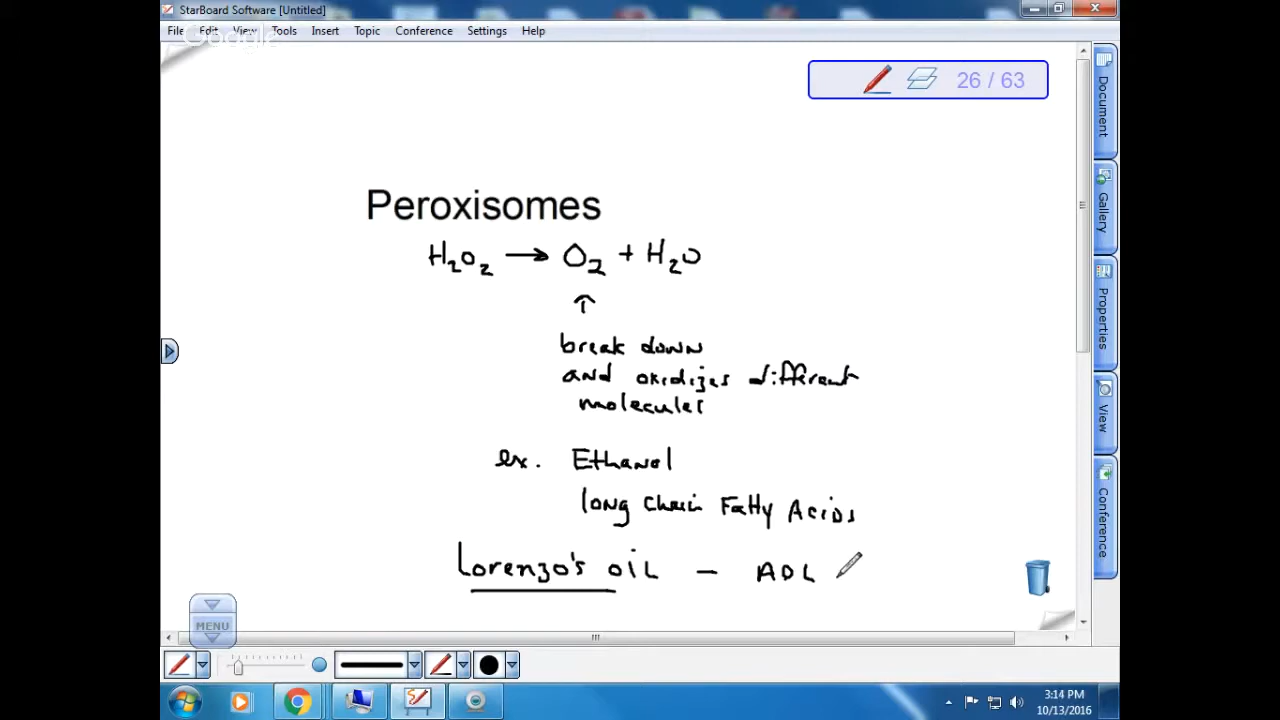 StarBoard Software [Untitled]
File Edit View Tools Insert Topic Conference Settings Help
Google
26 / 63
Document
Gallery
Properties
View
Conference
Peroxisomes
H₂O₂ → O₂ + H₂O
↑
break down
and oxidizes different
molecules
ex. Ethanol
long chain Fatty Acids
Lorenzo's oil – ADL
MENU
3:14 PM
10/13/2016